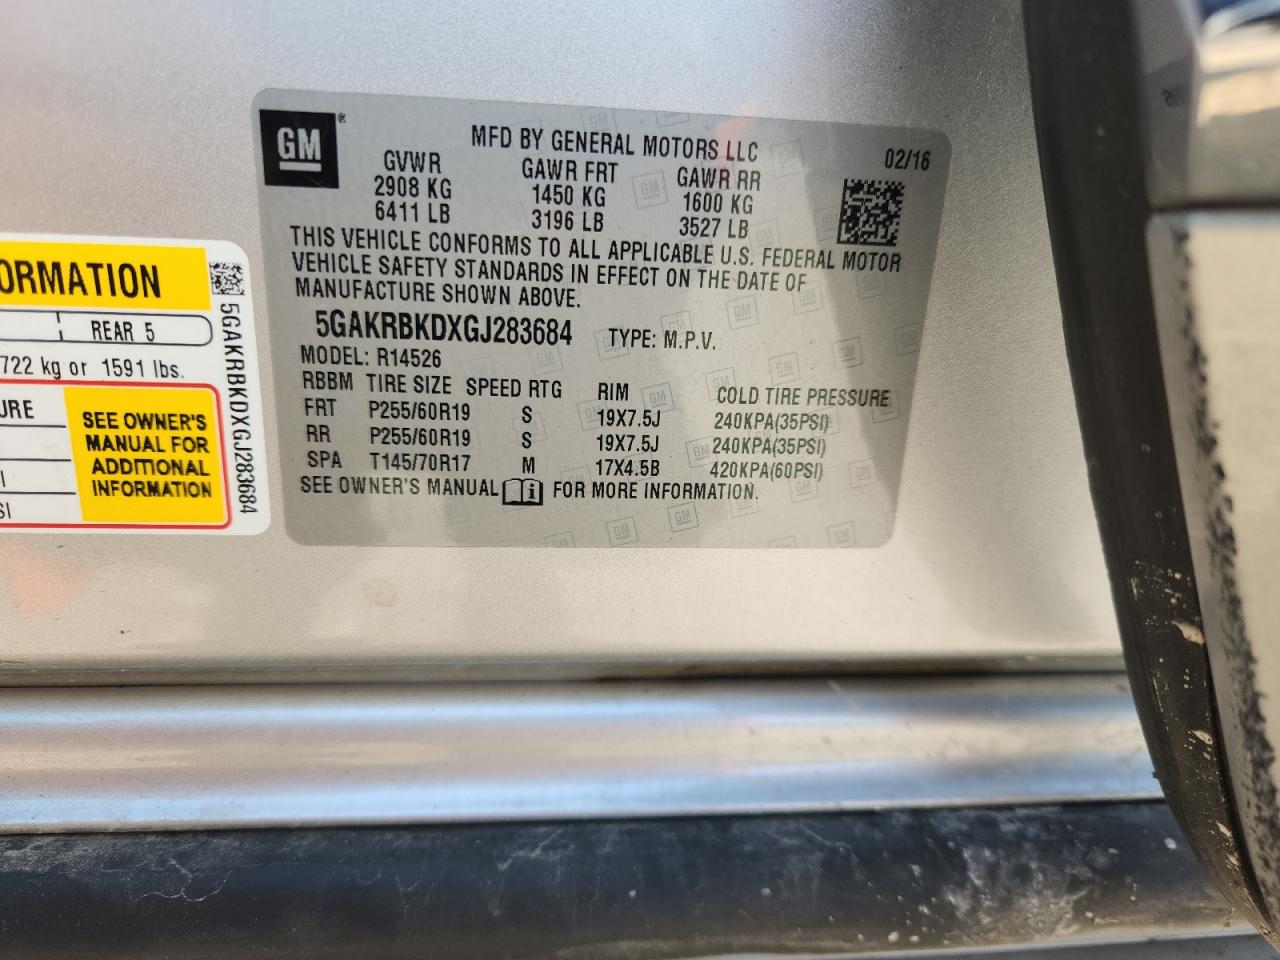 GM
MFD BY GENERAL MOTORS LLC
02/16
GVWR GAWR FRT GAWR RR
2908 KG 1450 KG 1600 KG
6411 LB 3196 LB 3527 LB
THIS VEHICLE CONFORMS TO ALL APPLICABLE U.S. FEDERAL MOTOR
VEHICLE SAFETY STANDARDS IN EFFECT ON THE DATE OF
MANUFACTURE SHOWN ABOVE.
5GAKRBKDXGJ283684 TYPE: M.P.V.
MODEL: R14526
RBBM TIRE SIZE SPEED RTG RIM COLD TIRE PRESSURE
FRT P255/60R19 S 19X7.5J 240KPA(35PSI)
RR P255/60R19 S 19X7.5J 240KPA(35PSI)
SPA T145/70R17 M 17X4.5B 420KPA(60PSI)
SEE OWNER'S MANUAL FOR MORE INFORMATION.
ORMATION
REAR 5
722 kg or 1591 lbs.
URE
SEE OWNER'S
MANUAL FOR
ADDITIONAL
INFORMATION
I
SI
5GAKRBKDXGJ283684